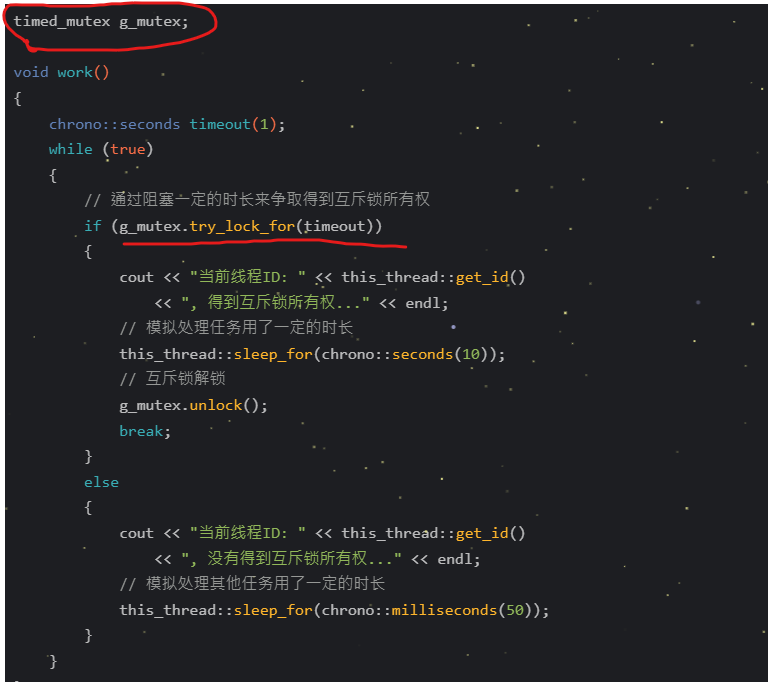 timed_mutex g_mutex;
void work()
{
chrono::seconds timeout(1);
while (true)
{
// 通过阻塞一定的时长来争取得到互斥锁所有权
if (g_mutex.try_lock_for(timeout))
{
cout << "当前线程ID: " << this_thread::get_id()
<< ", 得到互斥锁所有权..." << endl;
// 模拟处理任务用了一定的时长
this_thread::sleep_for(chrono::seconds(10));
// 互斥锁解锁
g_mutex.unlock();
break;
}
else
{
cout << "当前线程ID: " << this_thread::get_id()
<< ", 没有得到互斥锁所有权..." << endl;
// 模拟处理其他任务用了一定的时长
this_thread::sleep_for(chrono::milliseconds(50));
}
}